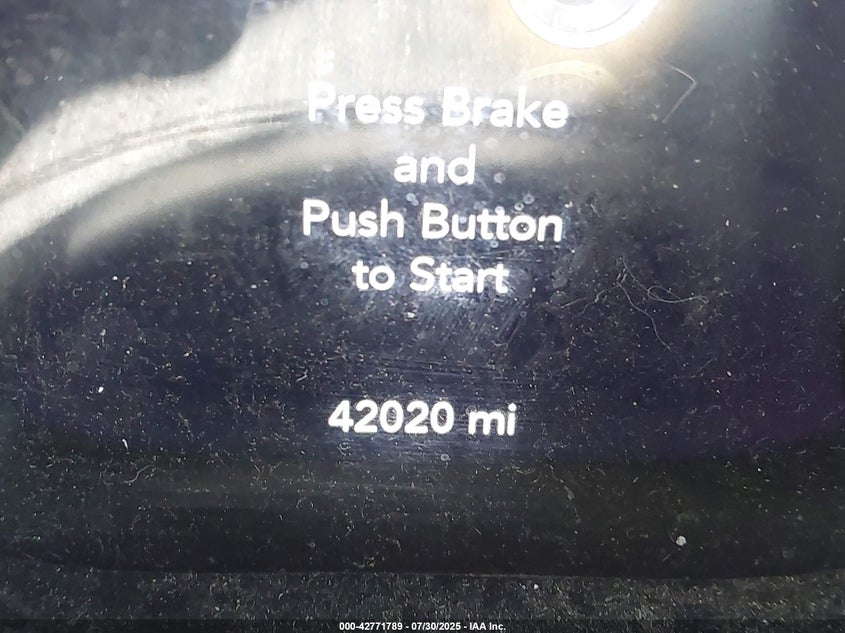 Press Brake
and
Push Button
to Start
42020 mi
000-42771789 - 07/30/2025 - IAA Inc.